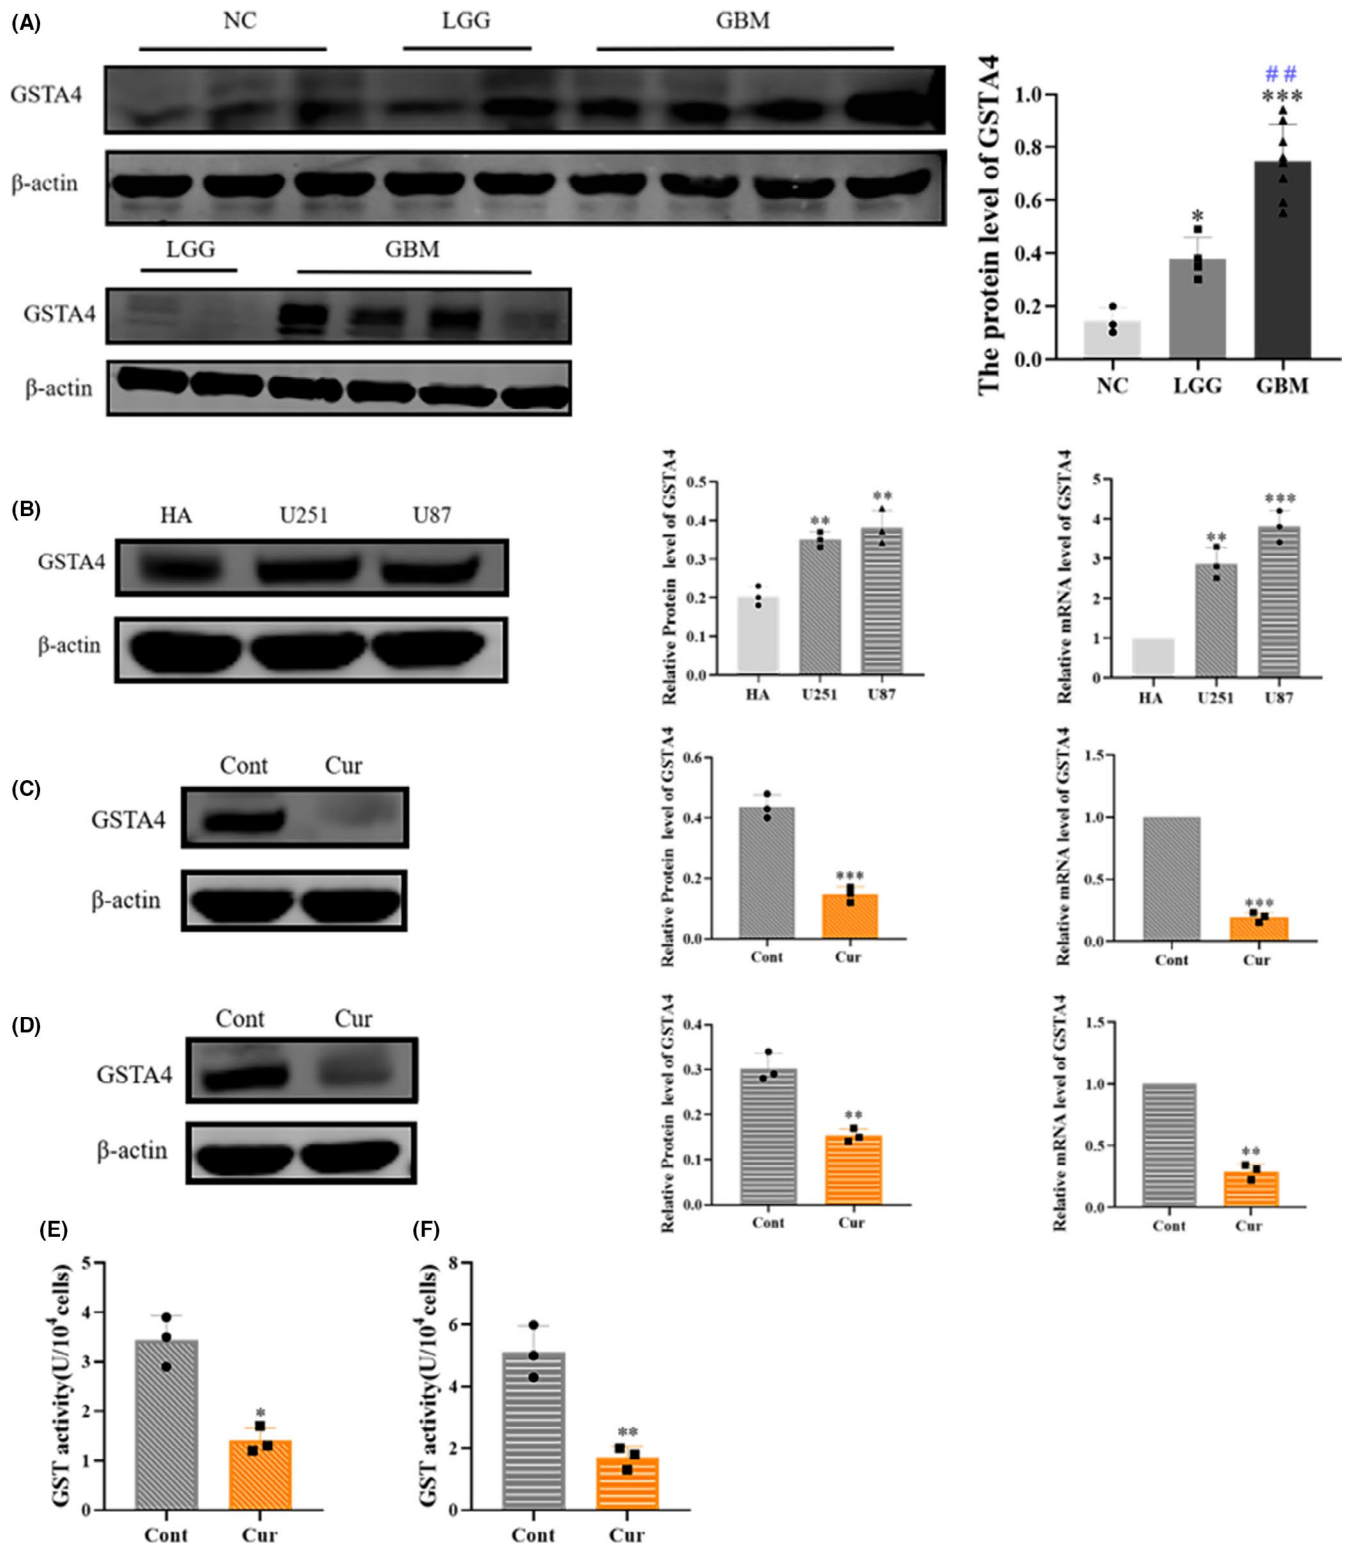 (A)
NC LGG GBM
GSTA4
β-actin
LGG GBM
GSTA4
β-actin
The protein level of GSTA4
1.0
0.8
0.6
0.4
0.2
0.0
*
##
***
NC LGG GBM
(B)
HA U251 U87
GSTA4
β-actin
Relative Protein level of GSTA4
0.5
0.4
0.3
0.2
0.1
0.0
** **
HA U251 U87
Relative mRNA level of GSTA4
5
4
3
2
1
0
** ***
HA U251 U87
(C)
Cont Cur
GSTA4
β-actin
Relative Protein level of GSTA4
0.6
0.4
0.2
0.0
***
Cont Cur
Relative mRNA level of GSTA4
1.5
1.0
0.5
0.0
***
Cont Cur
(D)
Cont Cur
GSTA4
β-actin
Relative Protein level of GSTA4
0.4
0.3
0.2
0.1
0.0
**
Cont Cur
Relative mRNA level of GSTA4
1.5
1.0
0.5
0.0
**
Cont Cur
(E)
GST activity(U/10⁴cells)
5
4
3
2
1
0
*
Cont Cur
(F)
GST activity(U/10⁴cells)
8
6
4
2
0
**
Cont Cur